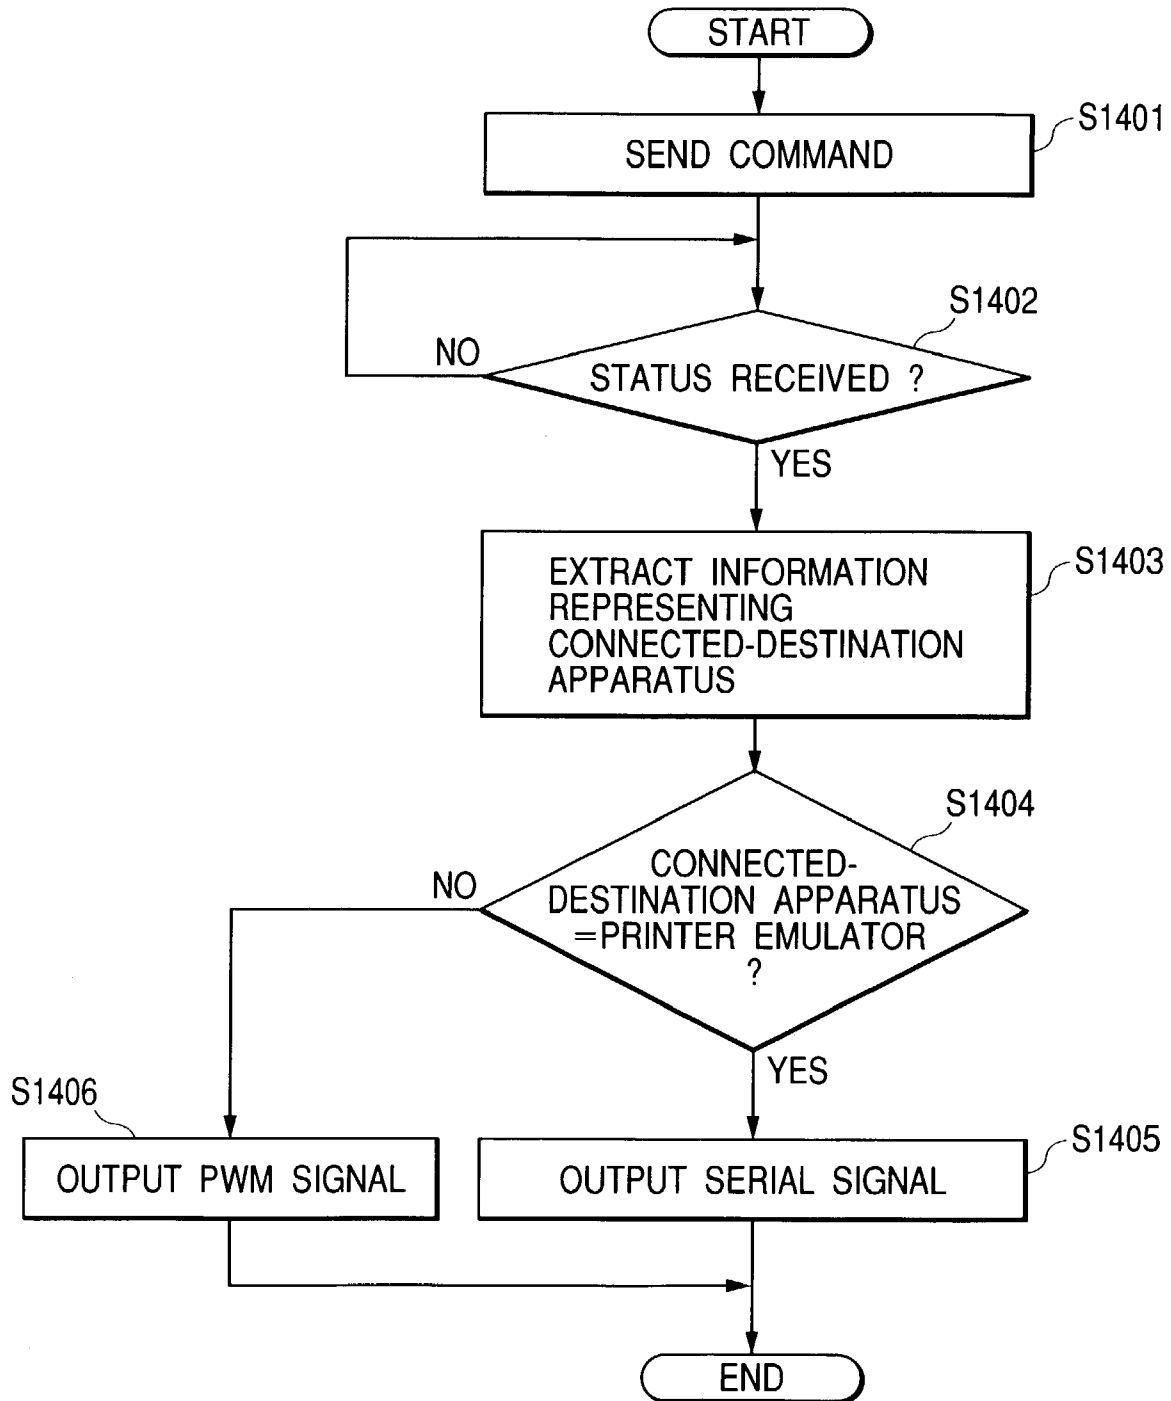 START
S1401
SEND COMMAND
S1402
NO
STATUS RECEIVED ?
YES
S1403
EXTRACT INFORMATION
REPRESENTING
CONNECTED-DESTINATION
APPARATUS
S1404
NO
CONNECTED-
DESTINATION APPARATUS
=PRINTER EMULATOR
?
YES
S1406
S1405
OUTPUT PWM SIGNAL
OUTPUT SERIAL SIGNAL
END